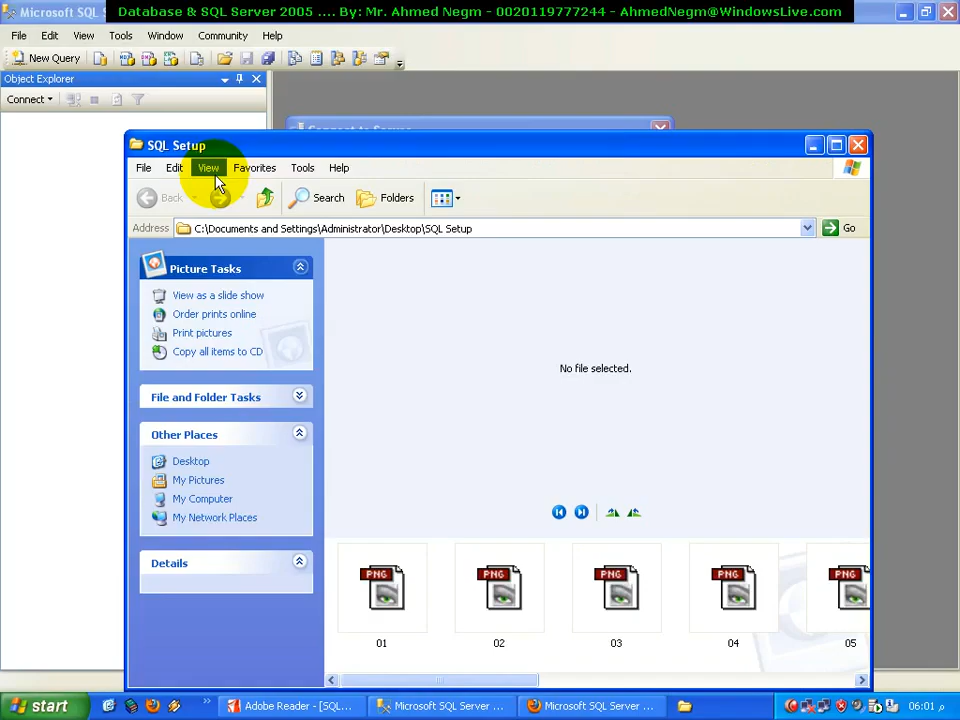 Microsoft SQL S
Database & SQL Server 2005 .... By: Mr. Ahmed Negm - 0020119777244 - AhmedNegm@WindowsLive.com
File Edit View Tools Window Community Help
New Query
Object Explorer
Connect
Connect to Server
SQL Setup
File Edit View Favorites Tools Help
Back Search Folders
Address C:\Documents and Settings\Administrator\Desktop\SQL Setup Go
Picture Tasks
View as a slide show
Order prints online
Print pictures
Copy all items to CD
No file selected.
File and Folder Tasks
Other Places
Desktop
My Pictures
My Computer
My Network Places
Details
PNG PNG PNG PNG PNG
01 02 03 04 05
start Adobe Reader - [SQL... Microsoft SQL Server ... Microsoft SQL Server ... 06:01 م